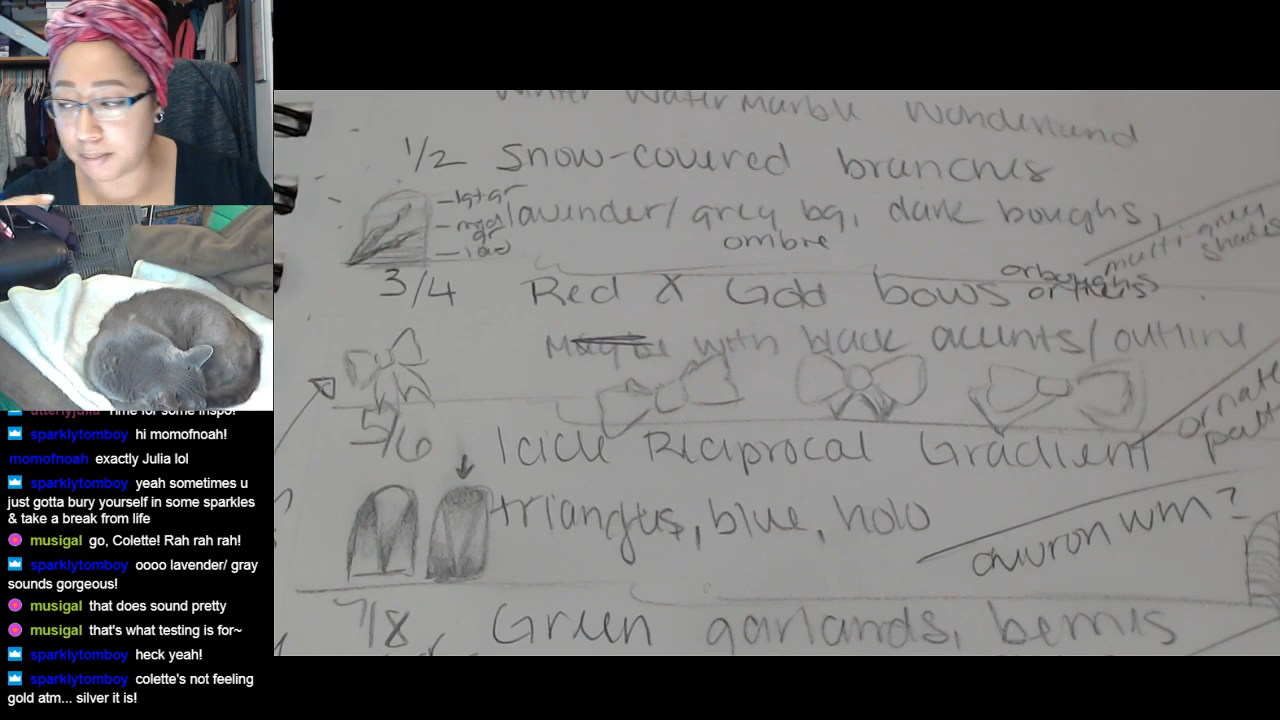 Winter Water Marble Wonderland
1/2 Snow-covered branches
lavender/grey bg, dark boughs,
ombre
multi-grey
shades
3/4 Red & Gold bows
or boughs
with black accents/outline
ornate
5/6 Icicle Reciprocal Gradient
triangles, blue, holo
wm?
7/8 Green garlands, berries
sparklytomboy hi momofnoah!
momofnoah exactly Julia lol
sparklytomboy yeah sometimes u
just gotta bury yourself in some sparkles
& take a break from life
musigal go, Colette! Rah rah rah!
sparklytomboy oooo lavender/ gray
sounds gorgeous!
musigal that does sound pretty
musigal that's what testing is for~
sparklytomboy heck yeah!
sparklytomboy colette's not feeling
gold atm... silver it is!